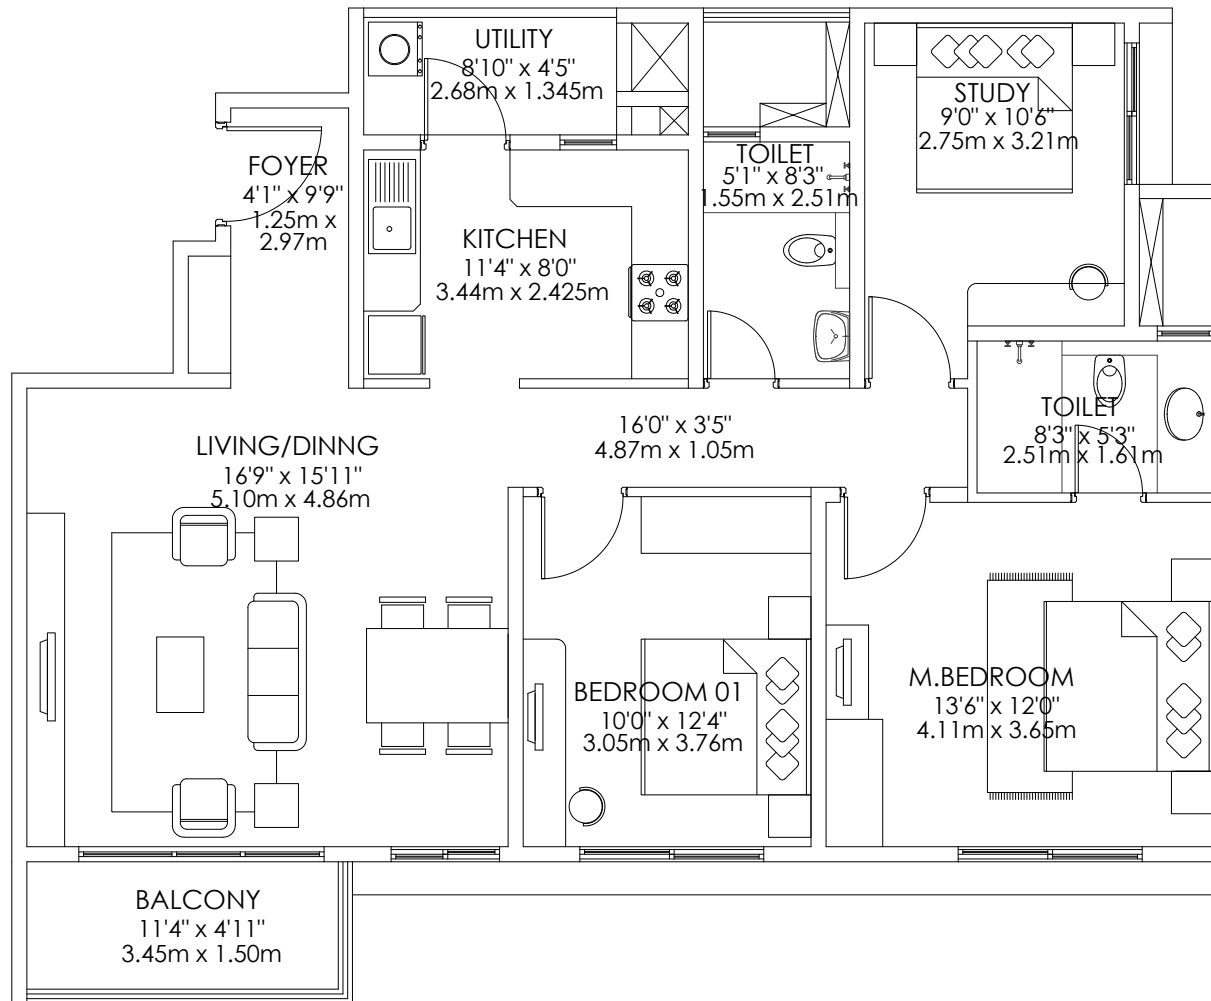 UTILITY
8'10" x 4'5"
2.68m x 1.345m
STUDY
9'0" x 10'6"
2.75m x 3.21m
FOYER
4'1" x 9'9"
1.25m x
2.97m
TOILET
5'1" x 8'3"
1.55m x 2.51m
KITCHEN
11'4" x 8'0"
3.44m x 2.425m
TOILET
8'3" x 5'3"
2.51m x 1.61m
LIVING/DINNG
16'9" x 15'11"
5.10m x 4.86m
16'0" x 3'5"
4.87m x 1.05m
BEDROOM 01
10'0" x 12'4"
3.05m x 3.76m
M.BEDROOM
13'6" x 12'0"
4.11m x 3.65m
BALCONY
11'4" x 4'11"
3.45m x 1.50m